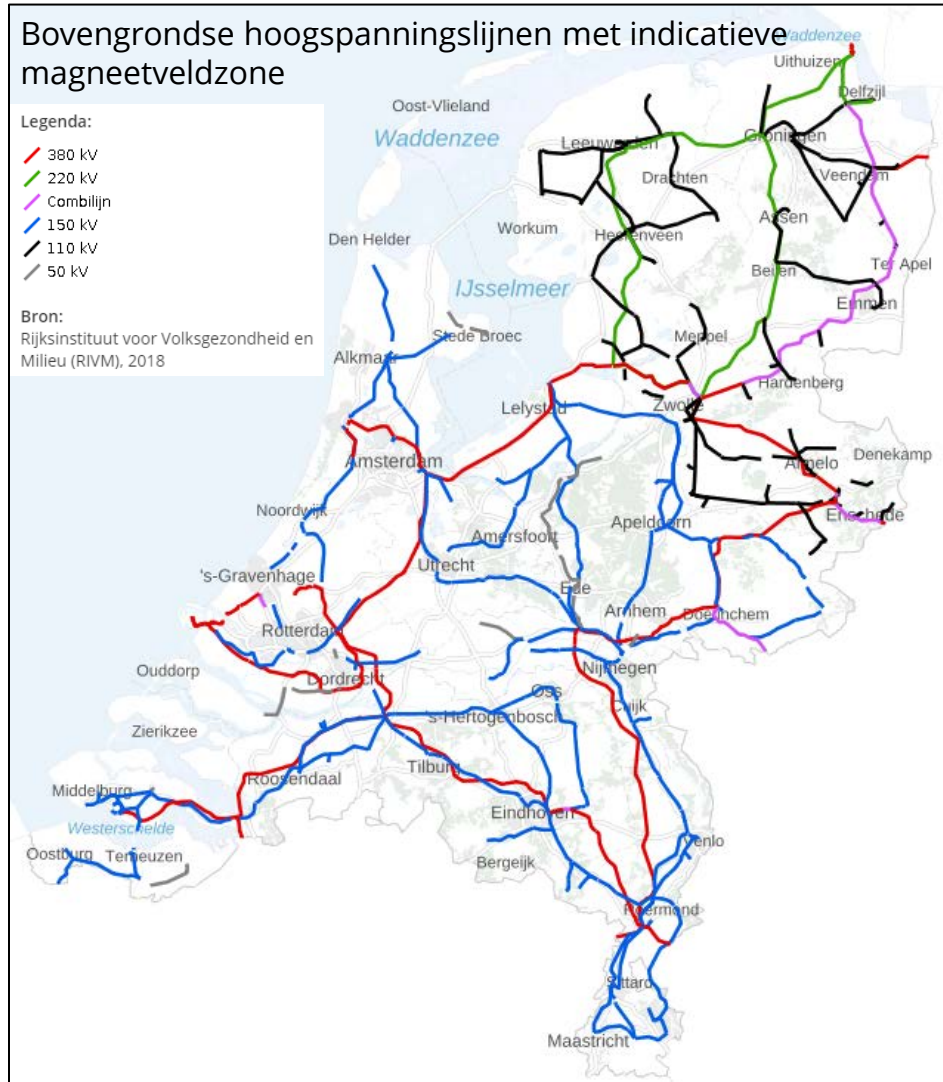 Bovengrondse hoogspanningslijnen met indicatieve
magneetveldzone
Legenda:
380 kV
220 kV
Combilijn
150 kV
110 kV
50 kV
Bron:
Rijksinstituut voor Volksgezondheid en
Milieu (RIVM), 2018
Waddenzee
Uithuizen
Delfzijl
Oost-Vlieland
Waddenzee
Leeuwarden
Groningen
Drachten
Veendam
Assen
Workum
Heerenveen
Den Helder
Beilen
Ter Apel
IJsselmeer
Emmen
Stede Broec
Meppel
Alkmaar
Hardenberg
Lelystad
Zwolle
Amsterdam
Almelo
Denekamp
Noordwijk
Apeldoorn
Enschede
Amersfoort
Utrecht
's-Gravenhage
Ede
Arnhem
Doetinchem
Rotterdam
Ouddorp
Dordrecht
Nijmegen
Oss
Cuijk
Zierikzee
's-Hertogenbosch
Tilburg
Roosendaal
Middelburg
Eindhoven
Westerschelde
Venlo
Oostburg
Terneuzen
Bergeijk
Roermond
Sittard
Maastricht